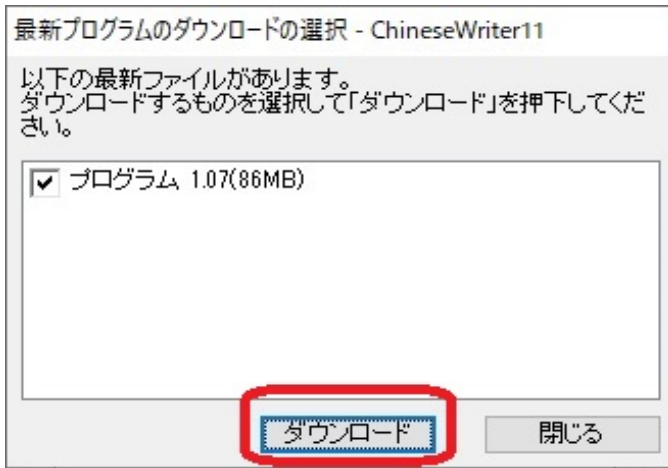 最新プログラムのダウンロードの選択 - ChineseWriter11
以下の最新ファイルがあります。
ダウンロードするものを選択して「ダウンロード」を押下してくだ
さい。
プログラム 1.07(86MB)
ダウンロード
閉じる